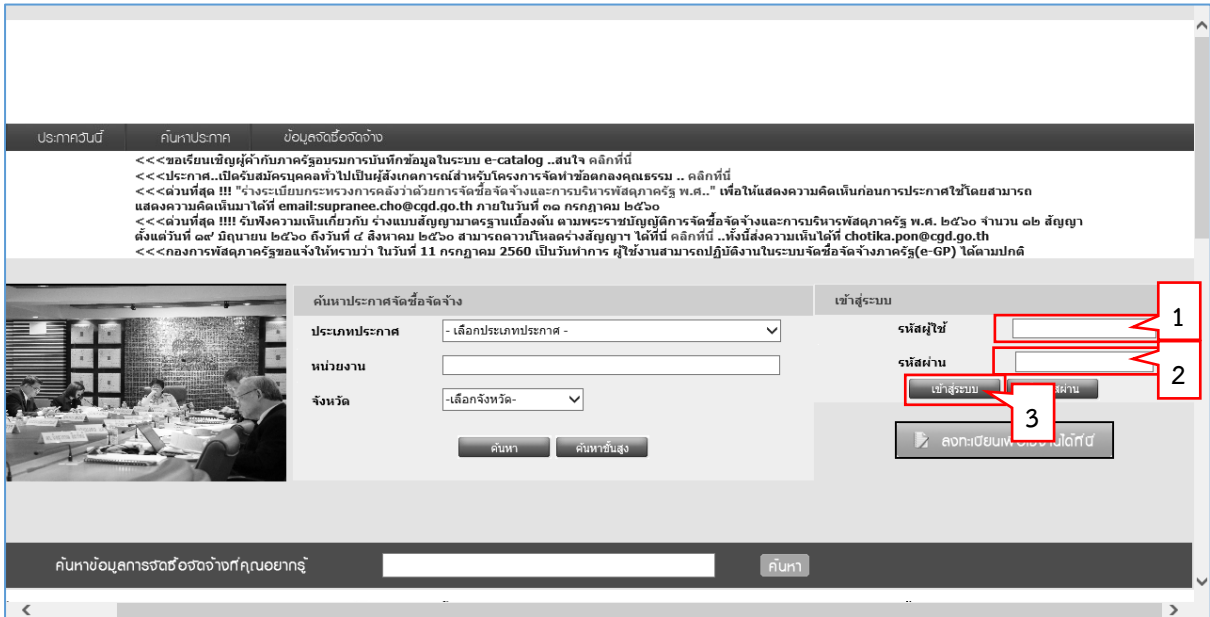 ประกาศวันนี้ ค้นหาประกาศ ข้อมูลจัดซื้อจัดจ้าง
<<<ขอเรียนเชิญผู้ค้ากับภาครัฐอบรมการบันทึกข้อมูลในระบบ e-catalog ..สนใจ คลิกที่นี่
<<<ประกาศ..เปิดรับสมัครบุคคลทั่วไปเป็นผู้สังเกตการณ์สำหรับโครงการจัดทำข้อตกลงคุณธรรม .. คลิกที่นี่
<<<ด่วนที่สุด !!! "ร่างระเบียบกระทรวงการคลังว่าด้วยการจัดซื้อจัดจ้างและการบริหารพัสดุภาครัฐ พ.ศ.." เพื่อให้แสดงความคิดเห็นก่อนการประกาศใช้โดยสามารถ
แสดงความคิดเห็นมาได้ที่ email:supranee.cho@cgd.go.th ภายในวันที่ ๓๑ กรกฎาคม ๒๕๖๐
<<<ด่วนที่สุด !!!! รับฟังความเห็นเกี่ยวกับ ร่างแบบสัญญามาตรฐานเบื้องต้น ตามพระราชบัญญัติการจัดซื้อจัดจ้างและการบริหารพัสดุภาครัฐ พ.ศ. ๒๕๖๐ จำนวน ๑๒ สัญญา
ตั้งแต่วันที่ ๑๙ มิถุนายน ๒๕๖๐ ถึงวันที่ ๔ สิงหาคม ๒๕๖๐ สามารถดาวน์โหลดร่างสัญญาฯ ได้ที่นี่ คลิกที่นี่ ..ทั้งนี้ส่งความเห็นได้ที่ chotika.pon@cgd.go.th
<<<กองการพัสดุภาครัฐขอแจ้งให้ทราบว่า ในวันที่ 11 กรกฎาคม 2560 เป็นวันทำการ ผู้ใช้งานสามารถปฏิบัติงานในระบบจัดซื้อจัดจ้างภาครัฐ(e-GP) ได้ตามปกติ
ค้นหาประกาศจัดซื้อจัดจ้าง
ประเภทประกาศ - เลือกประเภทประกาศ -
หน่วยงาน
จังหวัด -เลือกจังหวัด-
ค้นหา ค้นหาขั้นสูง
เข้าสู่ระบบ
รหัสผู้ใช้ 1
รหัสผ่าน 2
เข้าสู่ระบบ
3
ค้นหาข้อมูลการจัดซื้อจัดจ้างที่คุณอยากรู้ ค้นหา